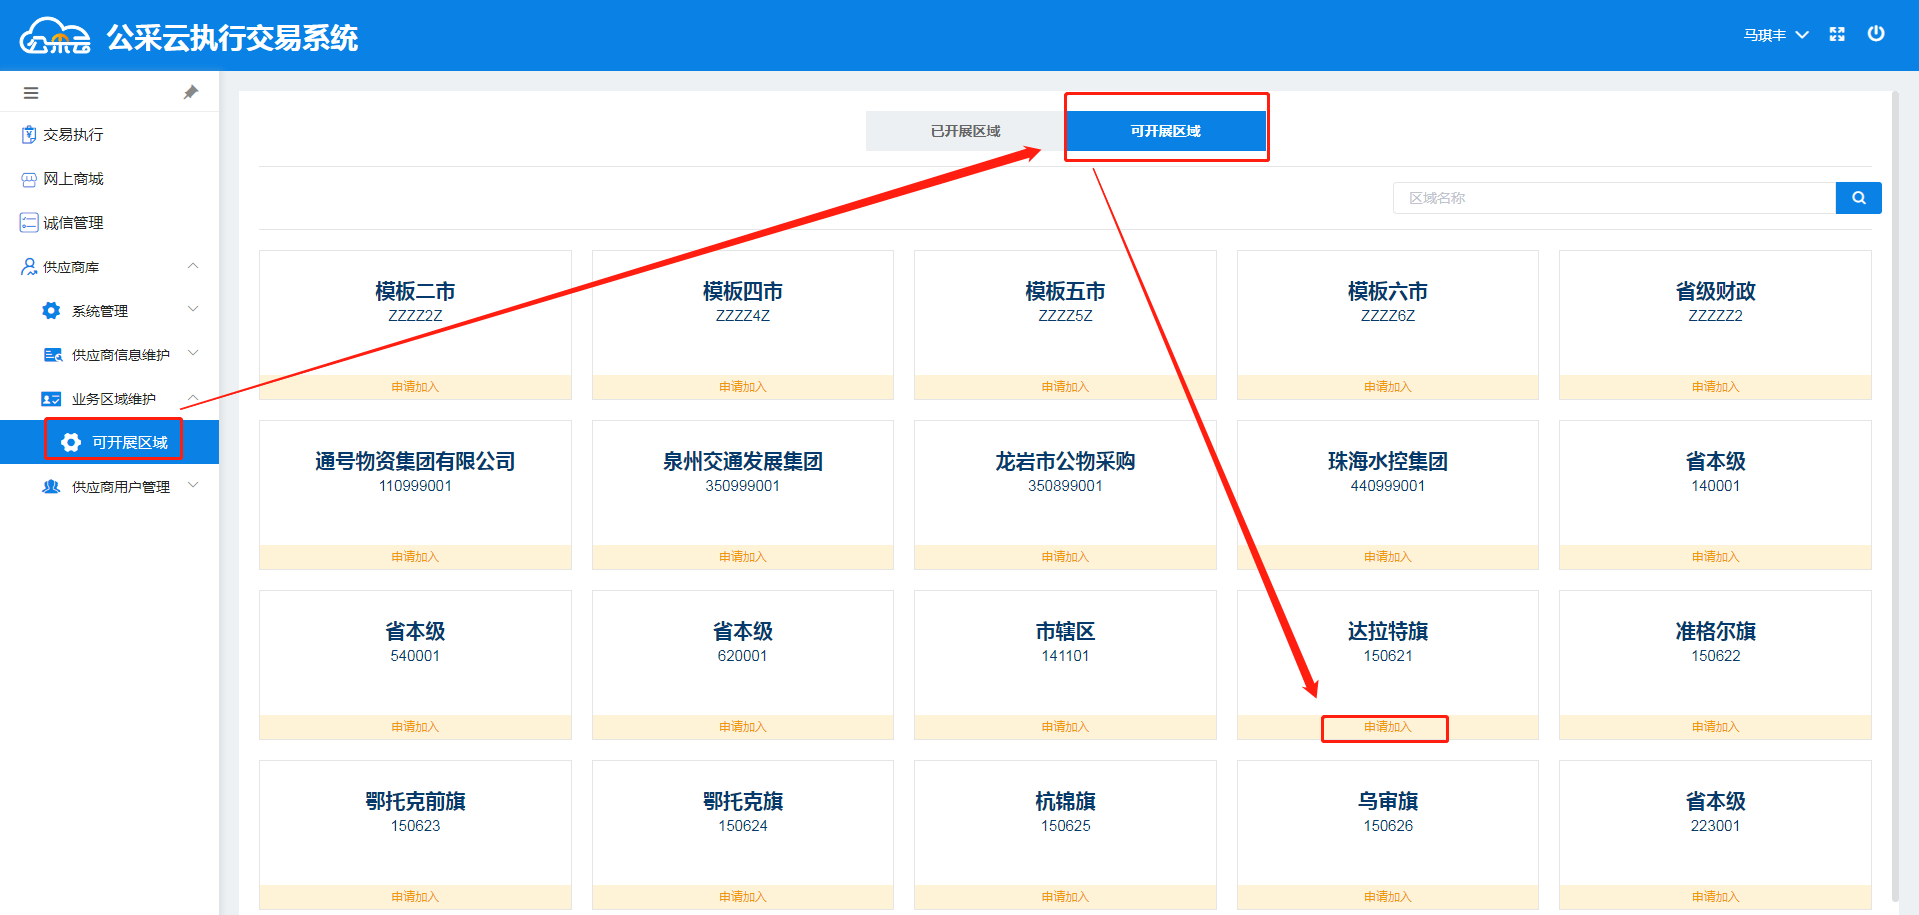 公采云
公采云执行交易系统
马琪丰
交易执行
网上商城
诚信管理
供应商库
系统管理
供应商信息维护
业务区域维护
可开展区域
供应商用户管理
已开展区域
可开展区域
区域名称
模板二市
ZZZZ2Z
申请加入
模板四市
ZZZZ4Z
申请加入
模板五市
ZZZZ5Z
申请加入
模板六市
ZZZZ6Z
申请加入
省级财政
ZZZZZ2
申请加入
通号物资集团有限公司
110999001
申请加入
泉州交通发展集团
350999001
申请加入
龙岩市公物采购
350899001
申请加入
珠海水控集团
440999001
申请加入
省本级
140001
申请加入
省本级
540001
申请加入
省本级
620001
申请加入
市辖区
141101
申请加入
达拉特旗
150621
申请加入
准格尔旗
150622
申请加入
鄂托克前旗
150623
申请加入
鄂托克旗
150624
申请加入
杭锦旗
150625
申请加入
乌审旗
150626
申请加入
省本级
223001
申请加入